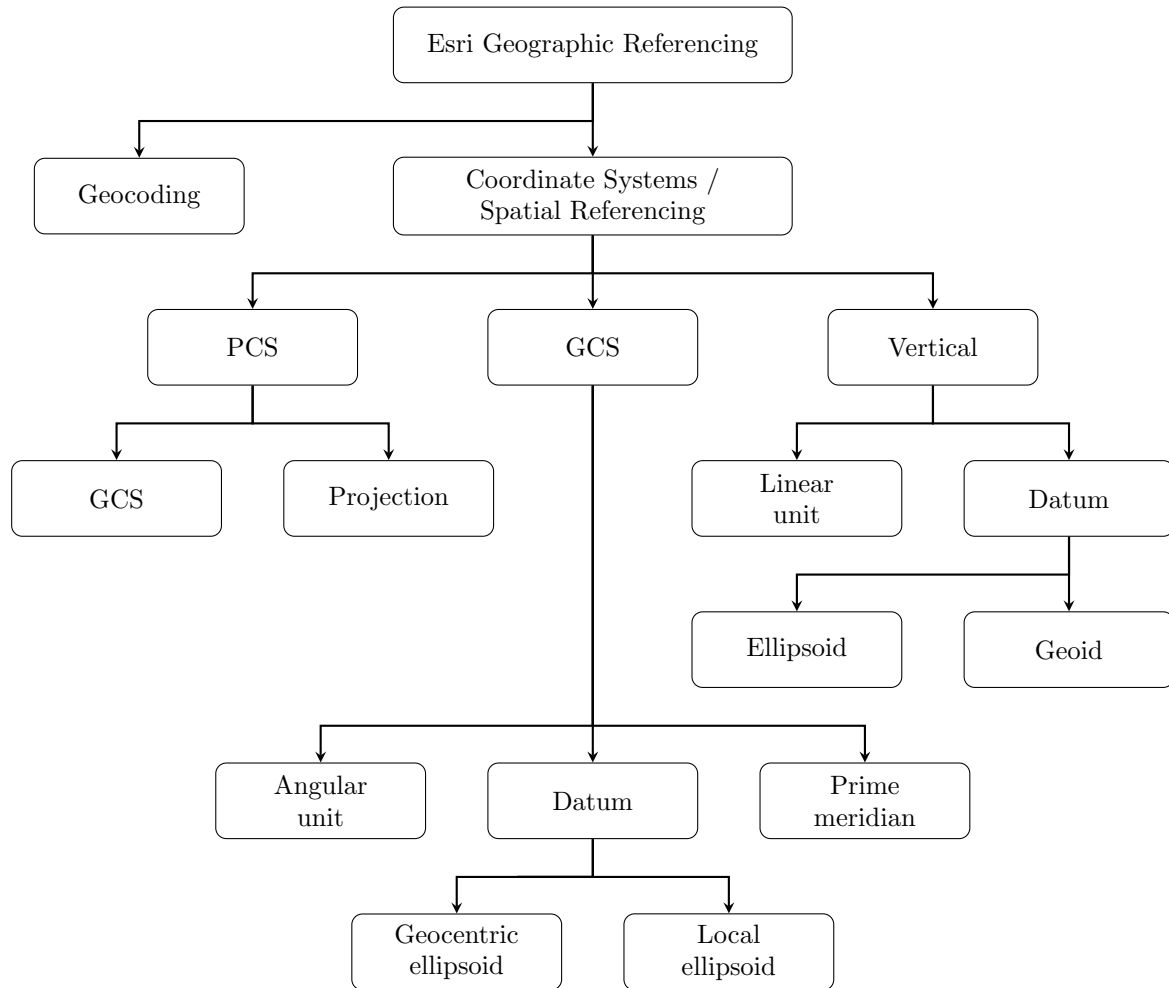 Esri Geographic Referencing
Geocoding
Coordinate Systems /
Spatial Referencing
PCS
GCS
Vertical
GCS
Projection
Linear
unit
Datum
Ellipsoid
Geoid
Angular
unit
Datum
Prime
meridian
Geocentric
ellipsoid
Local
ellipsoid